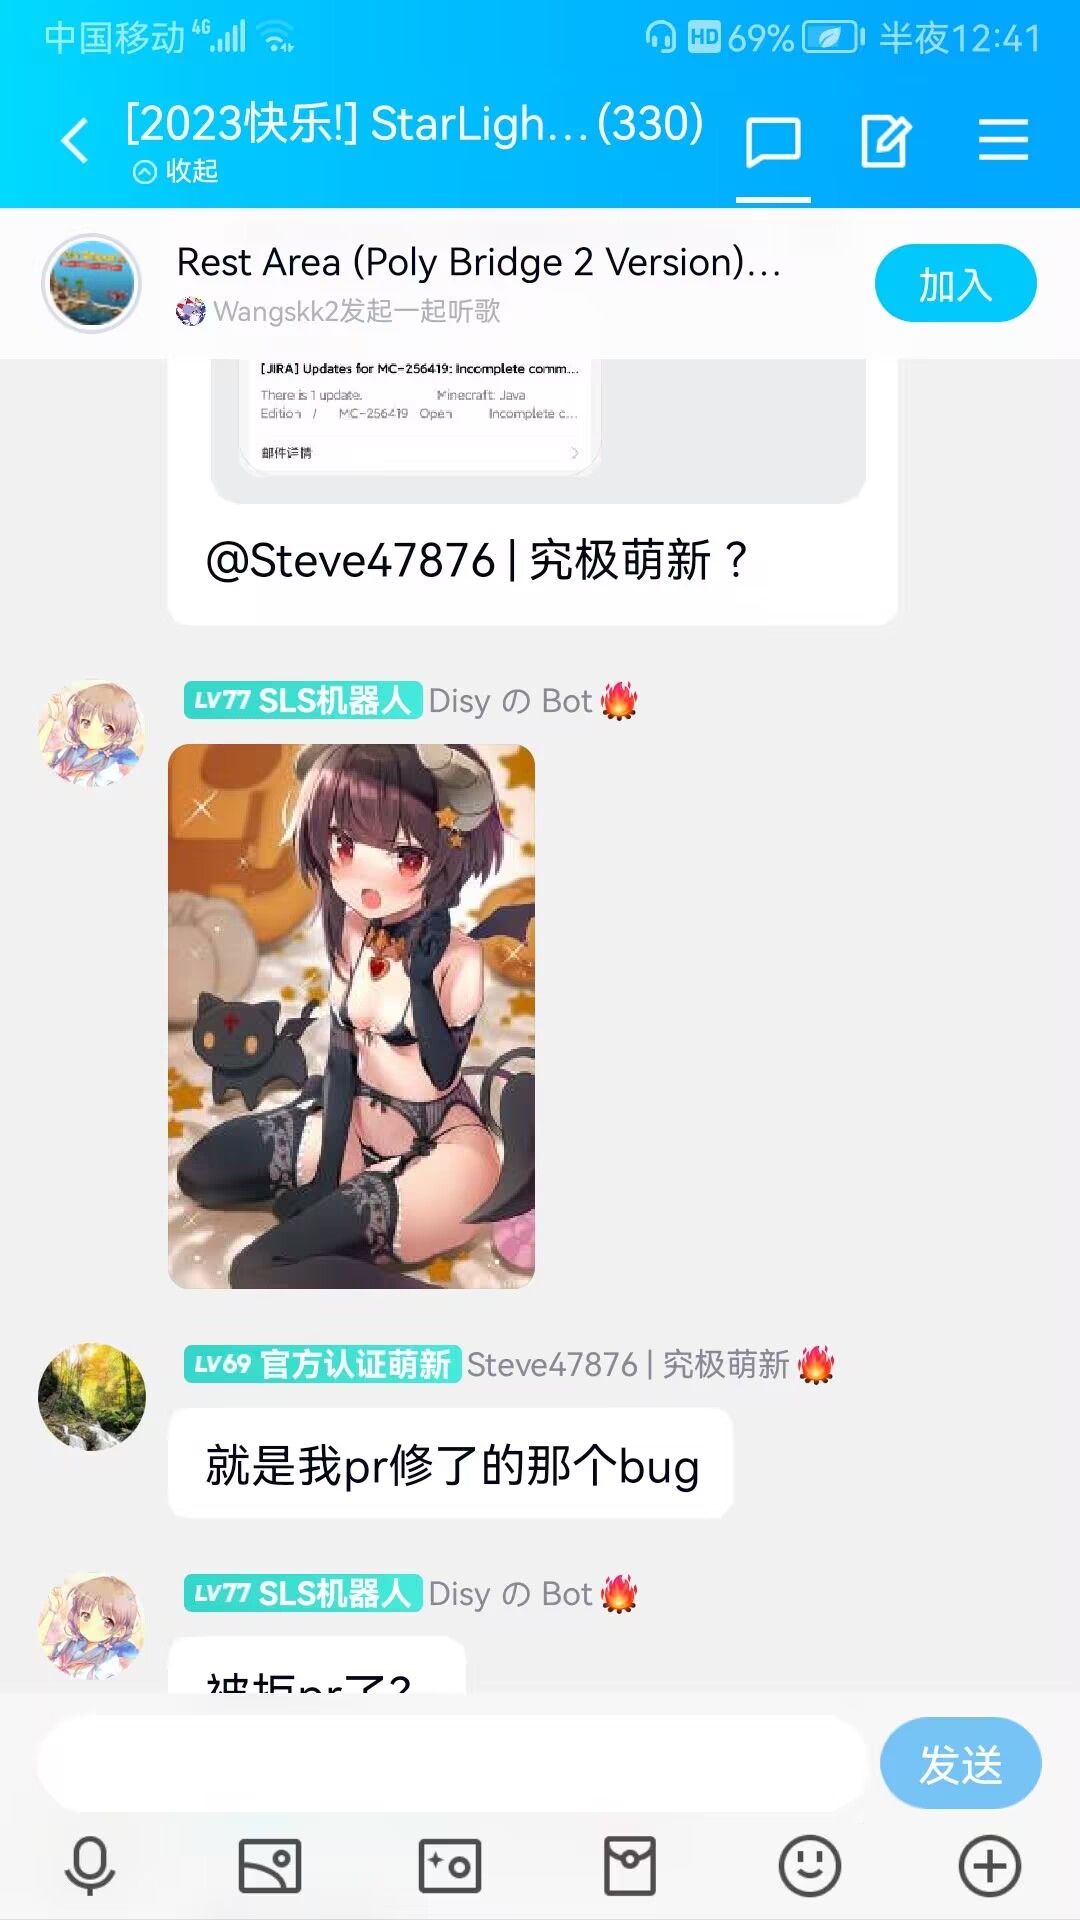 中国移动 4G HD 69% 半夜12:41
[2023快乐!] StarLigh...(330)
收起
Rest Area (Poly Bridge 2 Version)...
Wangskk2发起一起听歌
加入
[JIRA] Updates for MC-256419: Incomplete comm...
There is 1 update. Minecraft: Java
Edition / MC-256419 Open Incomplete c...
邮件详情
@Steve47876 | 究极萌新 ？
LV77 SLS机器人 Disy の Bot🔥
LV69 官方认证萌新 Steve47876 | 究极萌新🔥
就是我pr修了的那个bug
LV77 SLS机器人 Disy の Bot🔥
被拒pr了?
发送